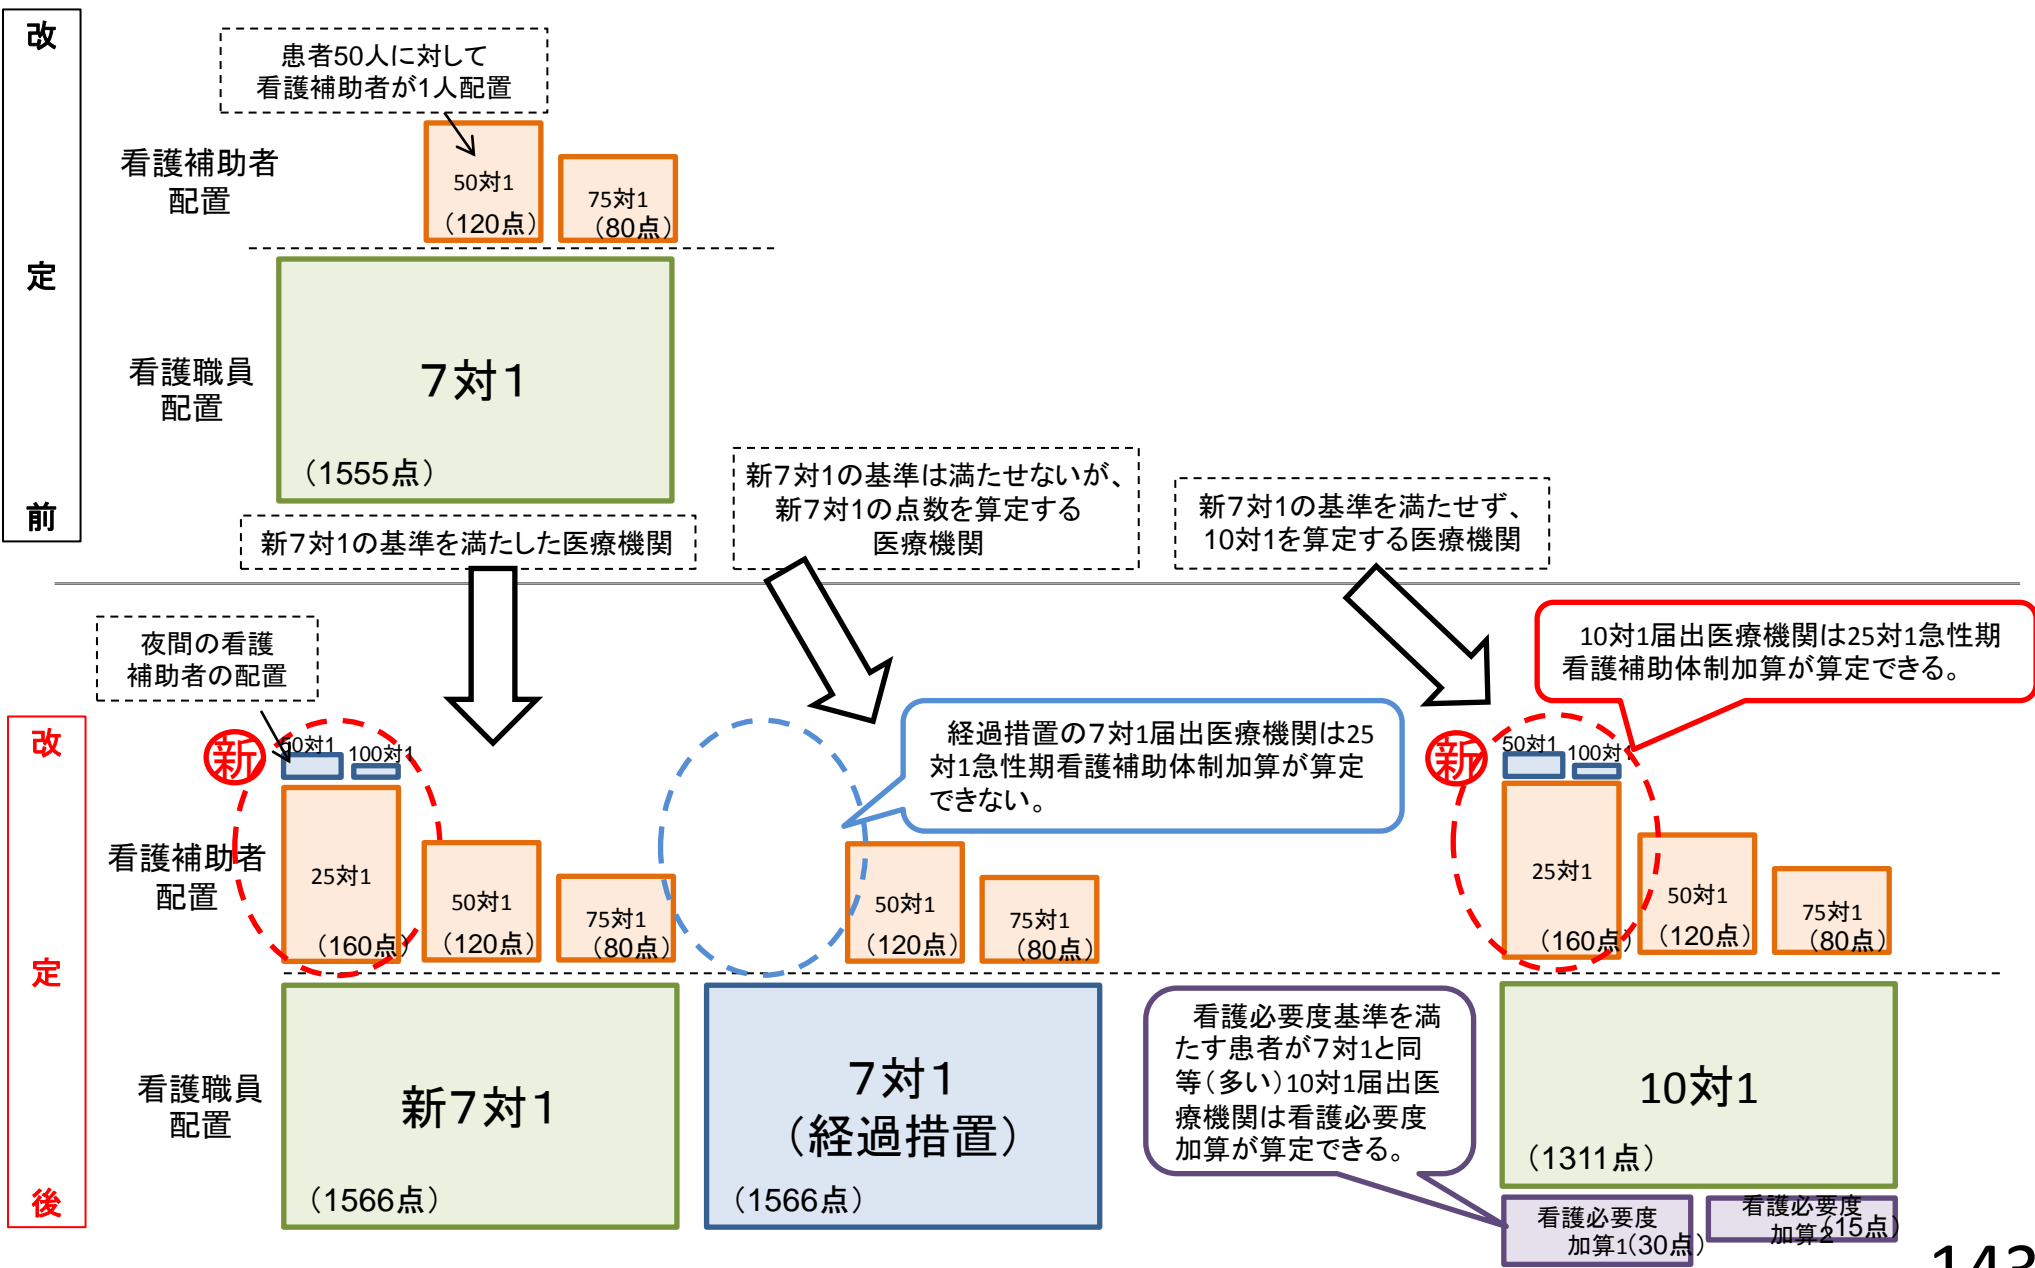 改
定
前
患者50人に対して
看護補助者が1人配置
看護補助者
配置
50対1
（120点）
75対1
（80点）
看護職員
配置
7対1
（1555点）
新7対1の基準を満たした医療機関
新7対1の基準は満たせないが、
新7対1の点数を算定する
医療機関
新7対1の基準を満たせず、
10対1を算定する医療機関
改
定
後
夜間の看護
補助者の配置
新
50対1
100対1
看護補助者
配置
25対1
（160点）
50対1
（120点）
75対1
（80点）
経過措置の7対1届出医療機関は25
対1急性期看護補助体制加算が算定
できない。
50対1
（120点）
75対1
（80点）
10対1届出医療機関は25対1急性期
看護補助体制加算が算定できる。
新
50対1
100対1
25対1
（160点）
50対1
（120点）
75対1
（80点）
看護職員
配置
新7対1
（1566点）
7対1
（経過措置）
（1566点）
看護必要度基準を満
たす患者が7対1と同
等（多い）10対1届出医
療機関は看護必要度
加算が算定できる。
10対1
（1311点）
看護必要度
加算1（30点）
看護必要度
加算2（15点）
143